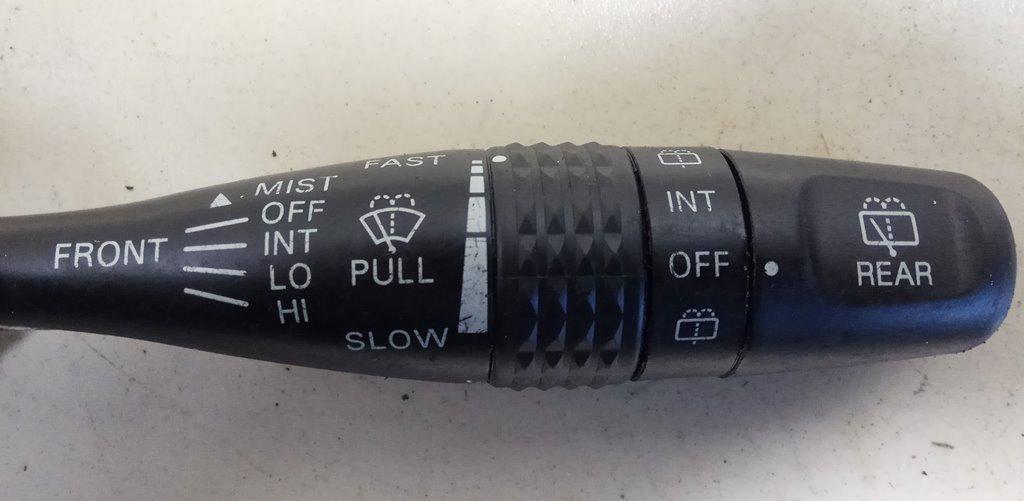 FRONT
MIST
OFF
INT
LO
HI
FAST
PULL
SLOW
INT
OFF
REAR